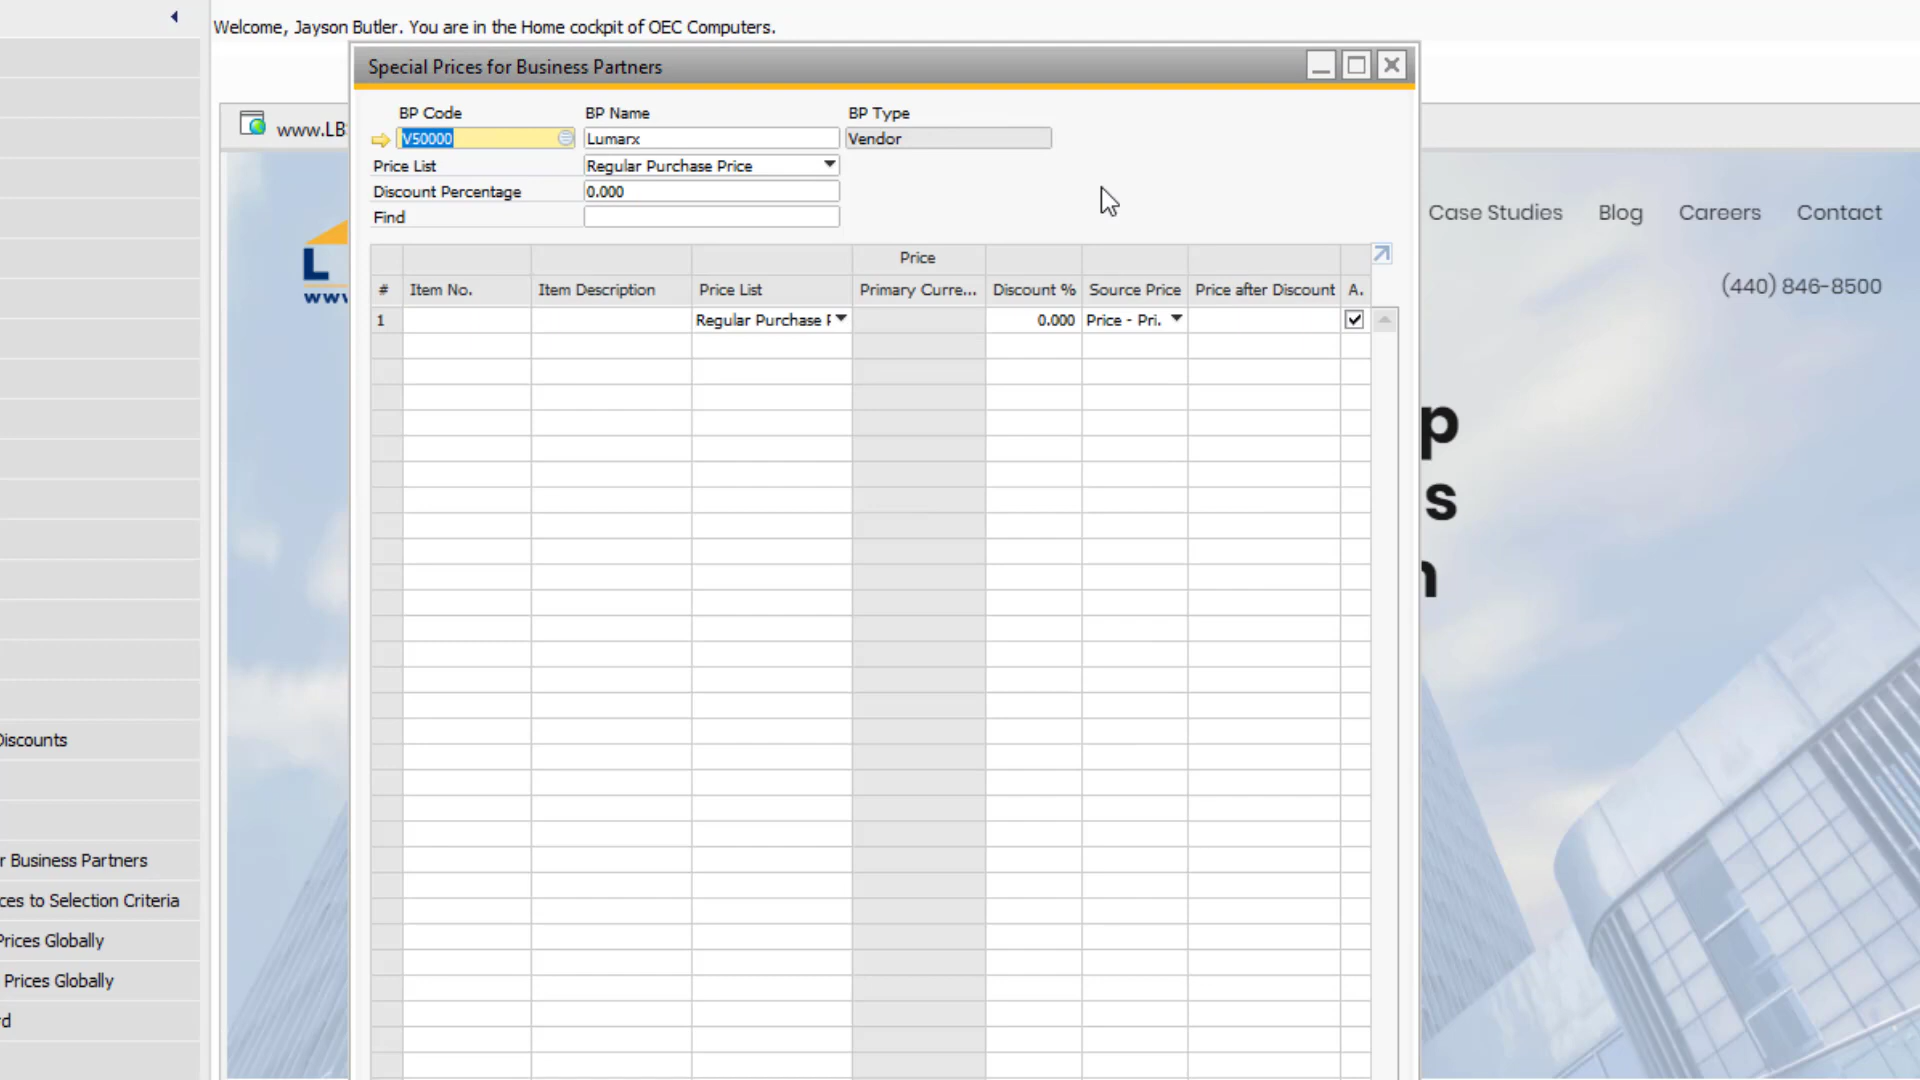 Welcome, Jayson Butler. You are in the Home cockpit of OEC Computers.
Special Prices for Business Partners
BP Code BP Name BP Type
V50000 Lumarx Vendor
Price List Regular Purchase Price
Discount Percentage 0.000
Find
www.LB
L
www
Case Studies Blog Careers Contact
(440) 846-8500
Price
# Item No. Item Description Price List Primary Curre... Discount % Source Price Price after Discount A.
1 Regular Purchase P 0.000 Price - Pri.
p
s
n
Discounts
r Business Partners
ces to Selection Criteria
Prices Globally
Prices Globally
rd